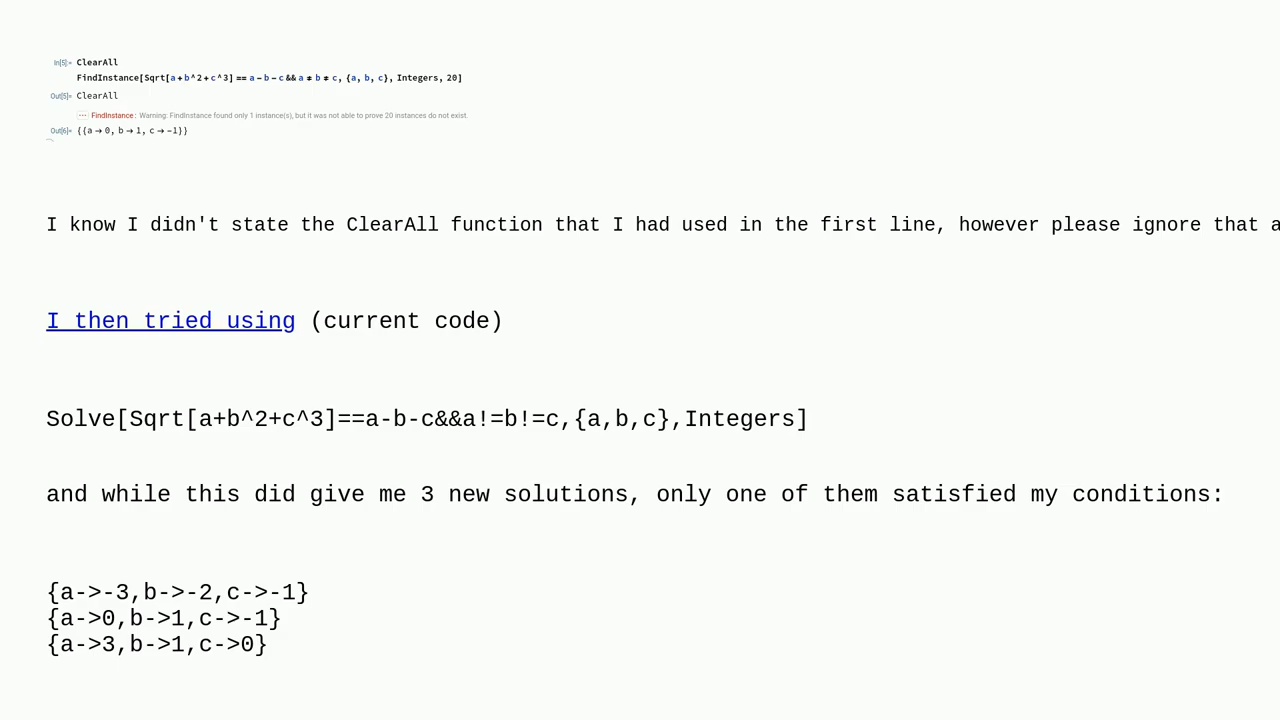 In[5]:= ClearAll
FindInstance[Sqrt[a+b^2+c^3] == a-b-c && a ≠ b ≠ c, {a, b, c}, Integers, 20]
Out[5]= ClearAll
··· FindInstance: Warning: FindInstance found only 1 instance(s), but it was not able to prove 20 instances do not exist.
Out[6]= {{a → 0, b → 1, c → -1}}
I know I didn't state the ClearAll function that I had used in the first line, however please ignore that a
I then tried using (current code)
Solve[Sqrt[a+b^2+c^3]==a-b-c&&a!=b!=c,{a,b,c},Integers]
and while this did give me 3 new solutions, only one of them satisfied my conditions:
{a->-3,b->-2,c->-1}
{a->0,b->1,c->-1}
{a->3,b->1,c->0}